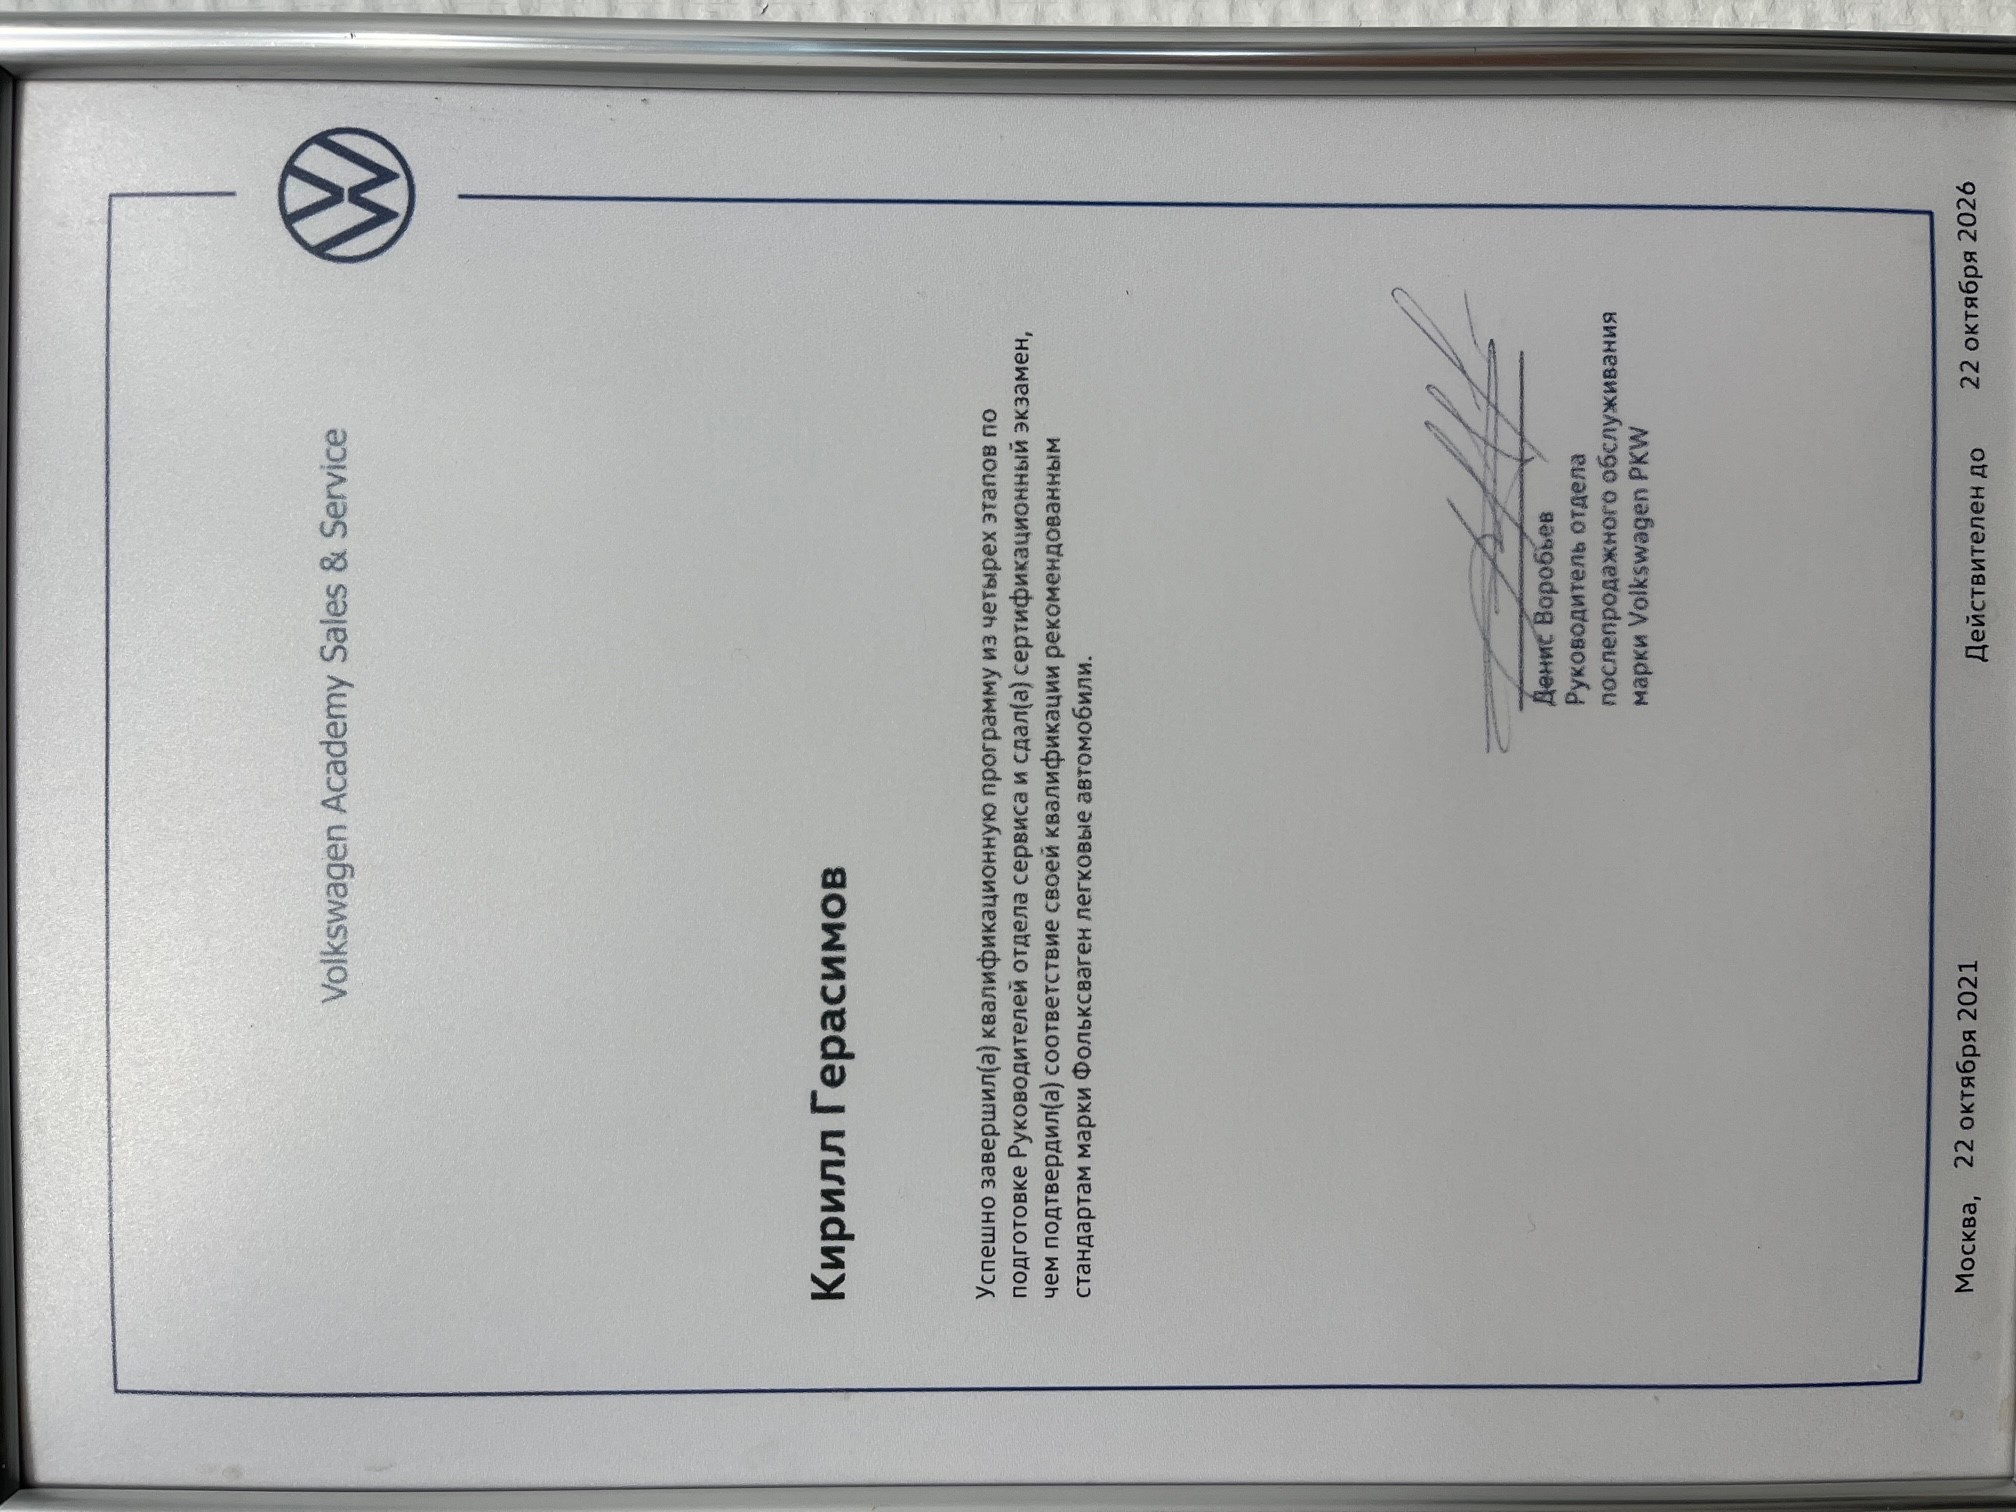 Volkswagen Academy Sales & Service
Кирилл Герасимов
Успешно завершил(а) квалификационную программу из четырех этапов по
подготовке Руководителей отдела сервиса и сдал(а) сертификационный экзамен,
чем подтвердил(а) соответствие своей квалификации рекомендованным
стандартам марки Фольксваген легковые автомобили.
Денис Воробьев
Руководитель отдела
послепродажного обслуживания
марки Volkswagen PKW
Москва, 22 октября 2021 Действителен до 22 октября 2026